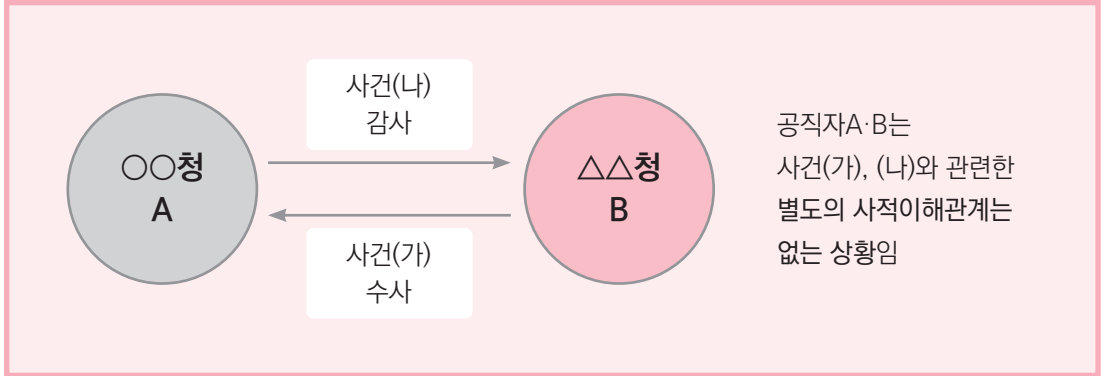 ○○청
A
사건(나)
감사
사건(가)
수사
△△청
B
공직자A·B는
사건(가), (나)와 관련한
별도의 사적이해관계는
없는 상황임